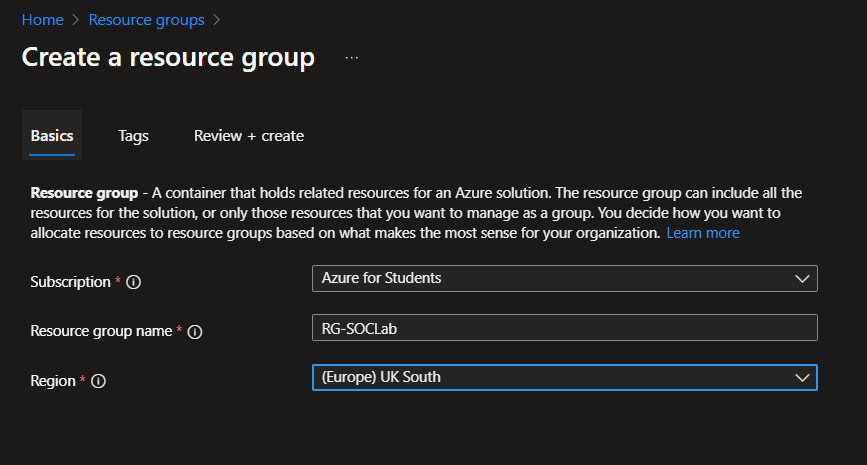 Home > Resource groups >
Create a resource group ...
Basics Tags Review + create
Resource group - A container that holds related resources for an Azure solution. The resource group can include all the
resources for the solution, or only those resources that you want to manage as a group. You decide how you want to
allocate resources to resource groups based on what makes the most sense for your organization. Learn more
Subscription * Azure for Students
Resource group name * RG-SOCLab
Region * (Europe) UK South